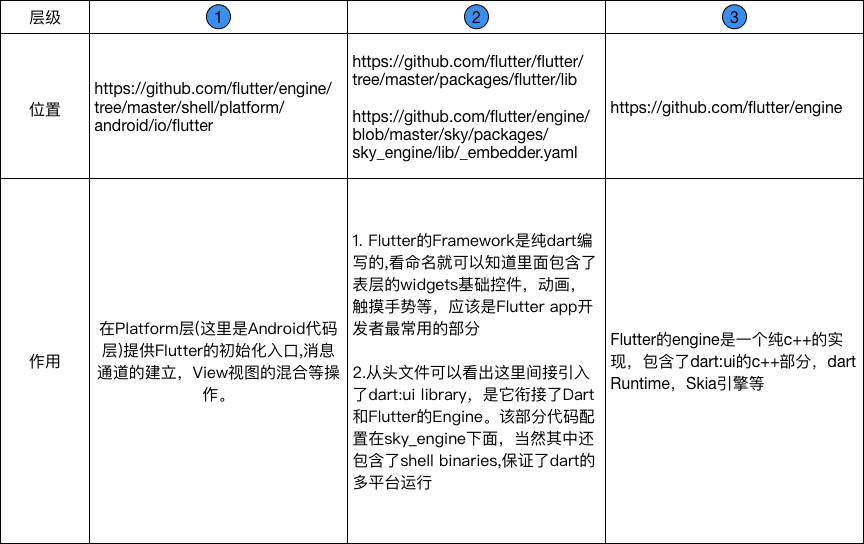 层级
1
2
3
位置
https://github.com/flutter/engine/
tree/master/shell/platform/
android/io/flutter
https://github.com/flutter/flutter/
tree/master/packages/flutter/lib
https://github.com/flutter/engine/
blob/master/sky/packages/
sky_engine/lib/_embedder.yaml
https://github.com/flutter/engine
作用
在Platform层(这里是Android代码
层)提供Flutter的初始化入口,消息
通道的建立，View视图的混合等操
作。
1. Flutter的Framework是纯dart编
写的,看命名就可以知道里面包含了
表层的widgets基础控件，动画，
触摸手势等，应该是Flutter app开
发者最常用的部分
2.从头文件可以看出这里间接引入
了dart:ui library，是它衔接了Dart
和Flutter的Engine。该部分代码配
置在sky_engine下面，当然其中还
包含了shell binaries,保证了dart的
多平台运行
Flutter的engine是一个纯c++的实
现，包含了dart:ui的c++部分，dart
Runtime，Skia引擎等